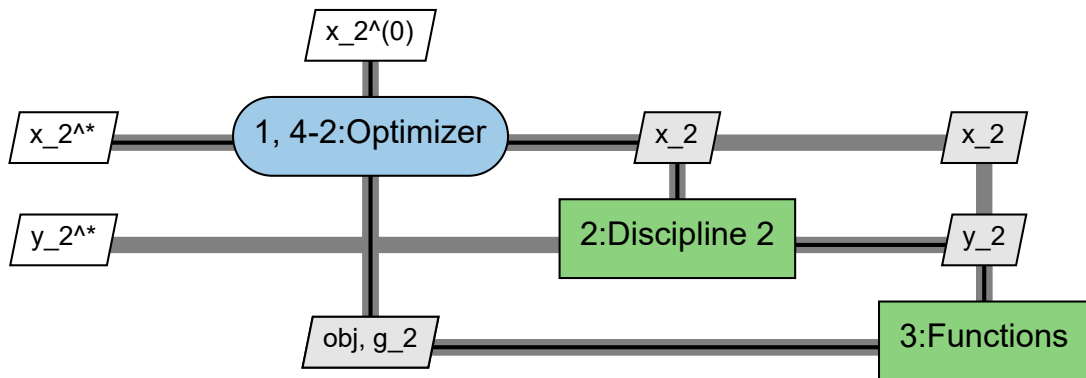 x_2^(0)
x_2^*
1, 4-2:Optimizer
x_2
x_2
y_2^*
2:Discipline 2
y_2
obj, g_2
3:Functions